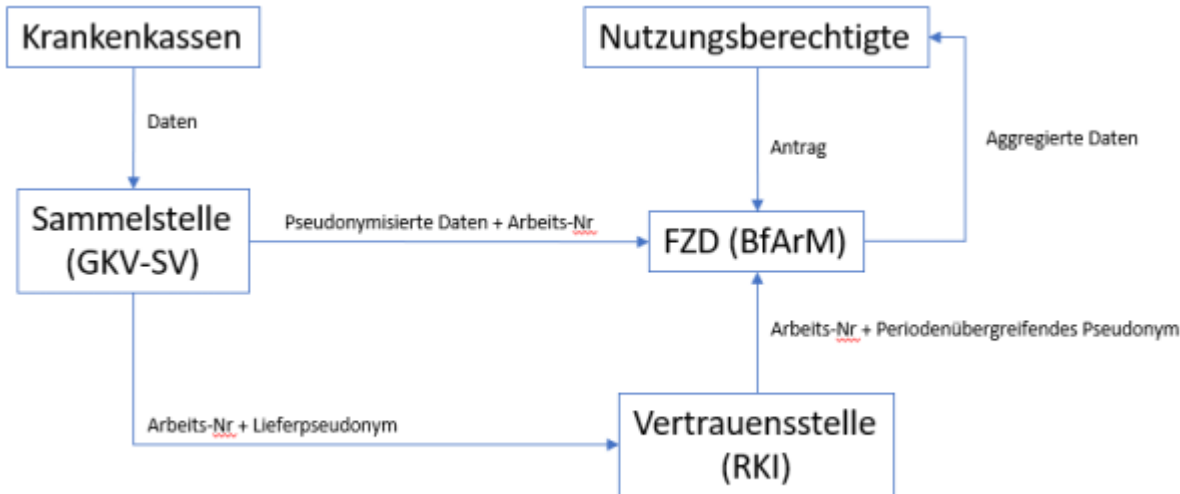 Krankenkassen
Nutzungsberechtigte
Daten
Antrag
Aggregierte Daten
Sammelstelle
(GKV-SV)
Pseudonymisierte Daten + Arbeits-Nr
FZD (BfArM)
Arbeits-Nr + Periodenübergreifendes Pseudonym
Arbeits-Nr + Lieferpseudonym
Vertrauensstelle
(RKI)